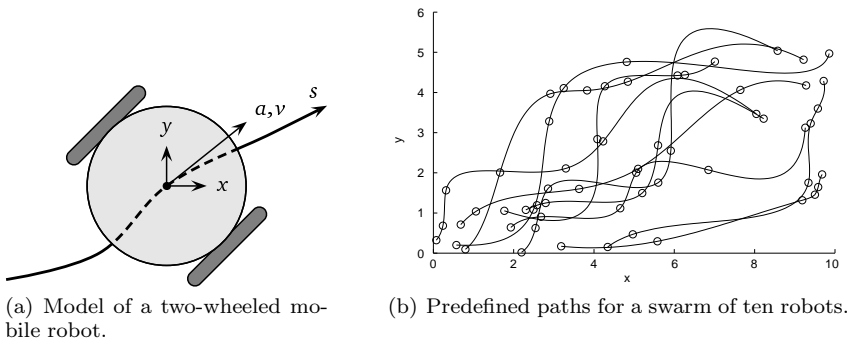 s
a,v
y
x
(a) Model of a two-wheeled mo-
bile robot.
6
5
4
3
2
1
0
y
0 2 4 6 8 10
x
(b) Predefined paths for a swarm of ten robots.